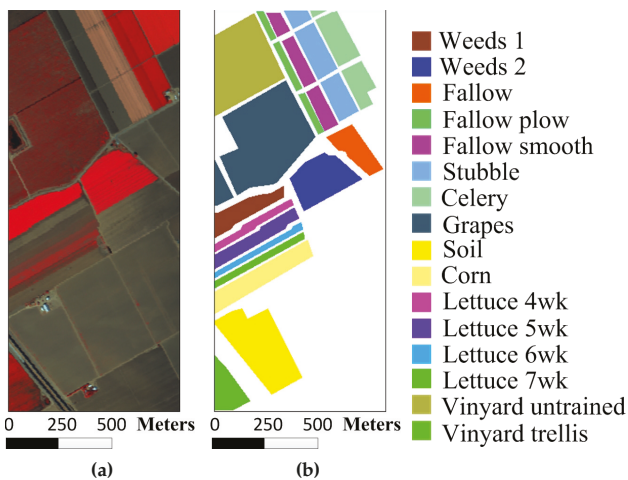 Weeds 1
Weeds 2
Fallow
Fallow plow
Fallow smooth
Stubble
Celery
Grapes
Soil
Corn
Lettuce 4wk
Lettuce 5wk
Lettuce 6wk
Lettuce 7wk
Vinyard untrained
Vinyard trellis
0 250 500 Meters
0 250 500 Meters
(a)
(b)